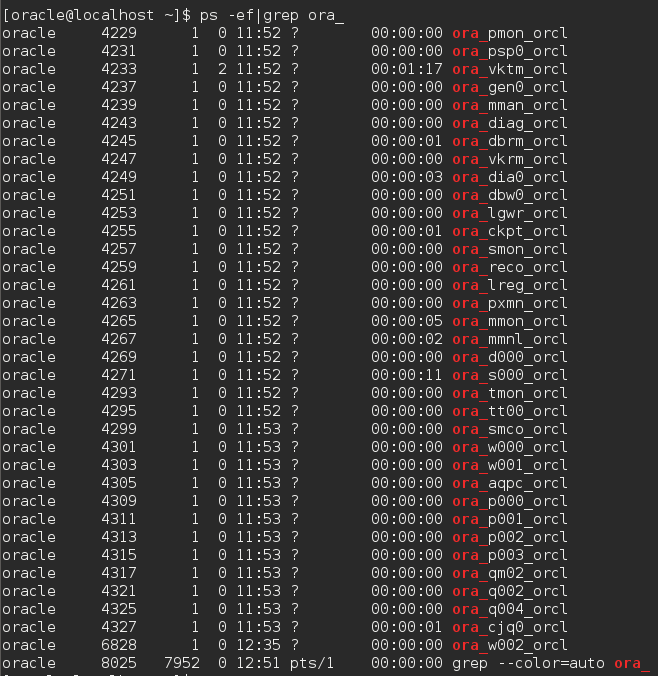 [oracle@localhost ~]$ ps -ef|grep ora_
oracle     4229      1  0 11:52 ?        00:00:00 ora_pmon_orcl
oracle     4231      1  0 11:52 ?        00:00:00 ora_psp0_orcl
oracle     4233      1  2 11:52 ?        00:01:17 ora_vktm_orcl
oracle     4237      1  0 11:52 ?        00:00:00 ora_gen0_orcl
oracle     4239      1  0 11:52 ?        00:00:00 ora_mman_orcl
oracle     4243      1  0 11:52 ?        00:00:00 ora_diag_orcl
oracle     4245      1  0 11:52 ?        00:00:01 ora_dbrm_orcl
oracle     4247      1  0 11:52 ?        00:00:00 ora_vkrm_orcl
oracle     4249      1  0 11:52 ?        00:00:03 ora_dia0_orcl
oracle     4251      1  0 11:52 ?        00:00:00 ora_dbw0_orcl
oracle     4253      1  0 11:52 ?        00:00:00 ora_lgwr_orcl
oracle     4255      1  0 11:52 ?        00:00:01 ora_ckpt_orcl
oracle     4257      1  0 11:52 ?        00:00:00 ora_smon_orcl
oracle     4259      1  0 11:52 ?        00:00:00 ora_reco_orcl
oracle     4261      1  0 11:52 ?        00:00:00 ora_lreg_orcl
oracle     4263      1  0 11:52 ?        00:00:00 ora_pxmn_orcl
oracle     4265      1  0 11:52 ?        00:00:05 ora_mmon_orcl
oracle     4267      1  0 11:52 ?        00:00:02 ora_mmnl_orcl
oracle     4269      1  0 11:52 ?        00:00:00 ora_d000_orcl
oracle     4271      1  0 11:52 ?        00:00:11 ora_s000_orcl
oracle     4293      1  0 11:52 ?        00:00:00 ora_tmon_orcl
oracle     4295      1  0 11:52 ?        00:00:00 ora_tt00_orcl
oracle     4299      1  0 11:53 ?        00:00:00 ora_smco_orcl
oracle     4301      1  0 11:53 ?        00:00:00 ora_w000_orcl
oracle     4303      1  0 11:53 ?        00:00:00 ora_w001_orcl
oracle     4305      1  0 11:53 ?        00:00:00 ora_aqpc_orcl
oracle     4309      1  0 11:53 ?        00:00:00 ora_p000_orcl
oracle     4311      1  0 11:53 ?        00:00:00 ora_p001_orcl
oracle     4313      1  0 11:53 ?        00:00:00 ora_p002_orcl
oracle     4315      1  0 11:53 ?        00:00:00 ora_p003_orcl
oracle     4317      1  0 11:53 ?        00:00:00 ora_qm02_orcl
oracle     4321      1  0 11:53 ?        00:00:00 ora_q002_orcl
oracle     4325      1  0 11:53 ?        00:00:00 ora_q004_orcl
oracle     4327      1  0 11:53 ?        00:00:01 ora_cjq0_orcl
oracle     6828      1  0 12:35 ?        00:00:00 ora_w002_orcl
oracle     8025   7952  0 12:51 pts/1    00:00:00 grep --color=auto ora_